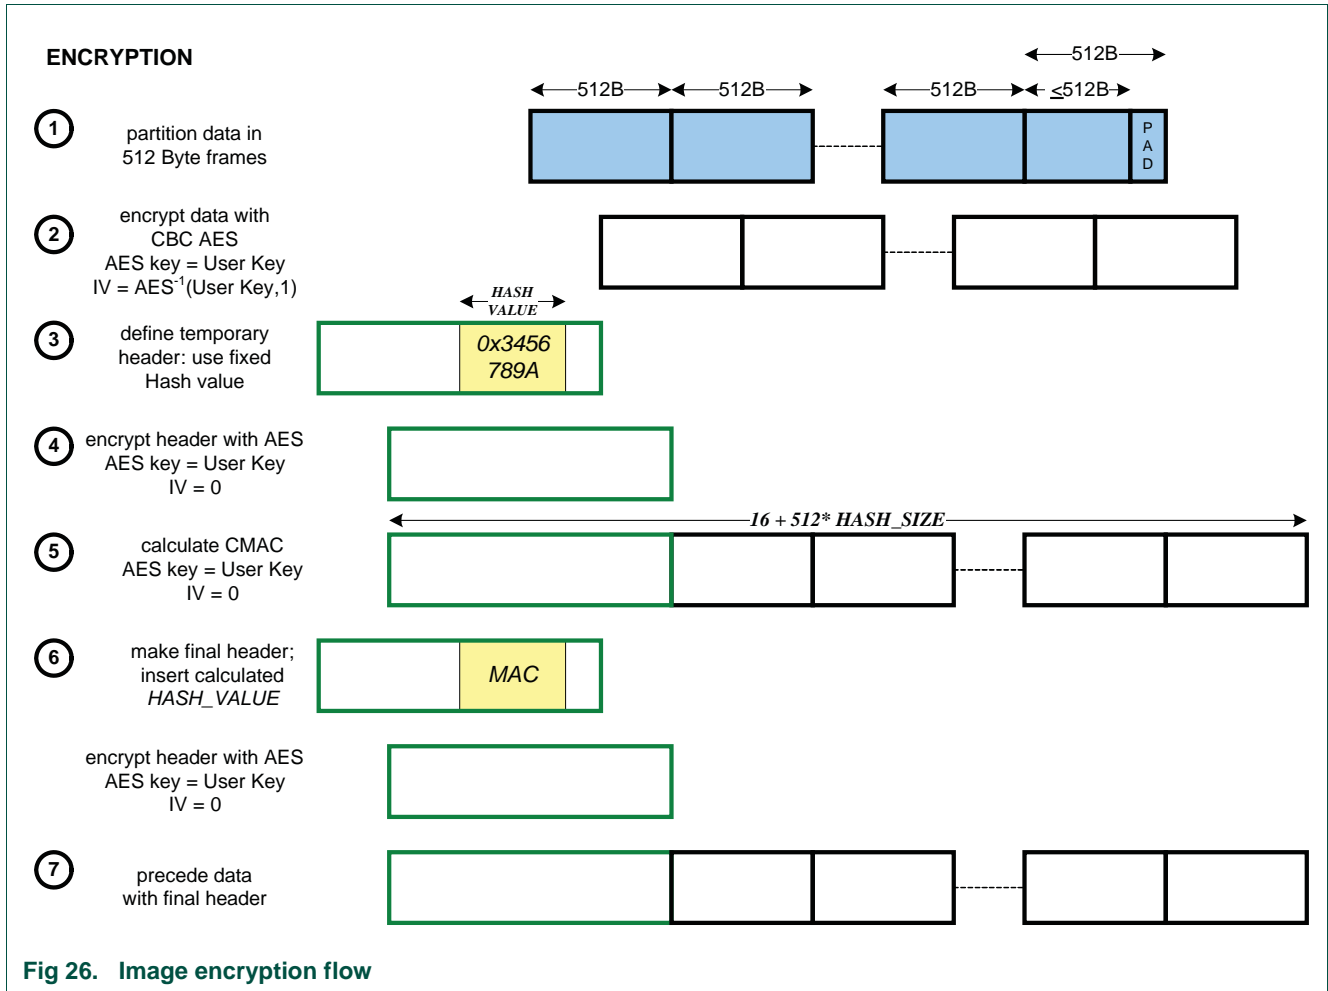 ENCRYPTION
512B
512B
512B
512B
≤512B
1
partition data in
512 Byte frames
P
A
D
2
encrypt data with
CBC AES
AES key = User Key
IV = AES⁻¹(User Key,1)
HASH
VALUE
3
define temporary
header: use fixed
Hash value
0x3456
789A
4
encrypt header with AES
AES key = User Key
IV = 0
16 + 512* HASH_SIZE
5
calculate CMAC
AES key = User Key
IV = 0
6
make final header;
insert calculated
HASH_VALUE
MAC
encrypt header with AES
AES key = User Key
IV = 0
7
precede data
with final header
Fig 26. Image encryption flow